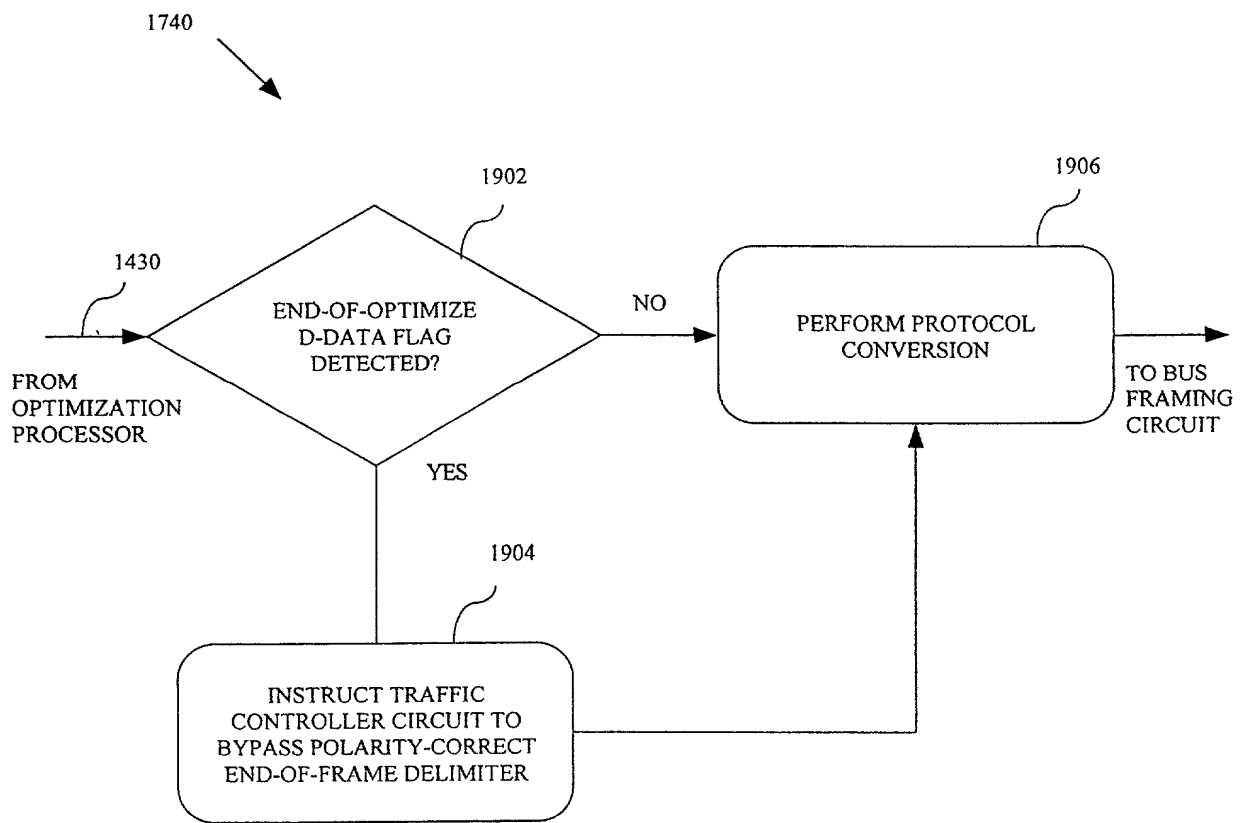 1740
1902
1906
1430
END-OF-OPTIMIZE
D-DATA FLAG
DETECTED?
NO
PERFORM PROTOCOL
CONVERSION
FROM
OPTIMIZATION
PROCESSOR
TO BUS
FRAMING
CIRCUIT
YES
1904
INSTRUCT TRAFFIC
CONTROLLER CIRCUIT TO
BYPASS POLARITY-CORRECT
END-OF-FRAME DELIMITER